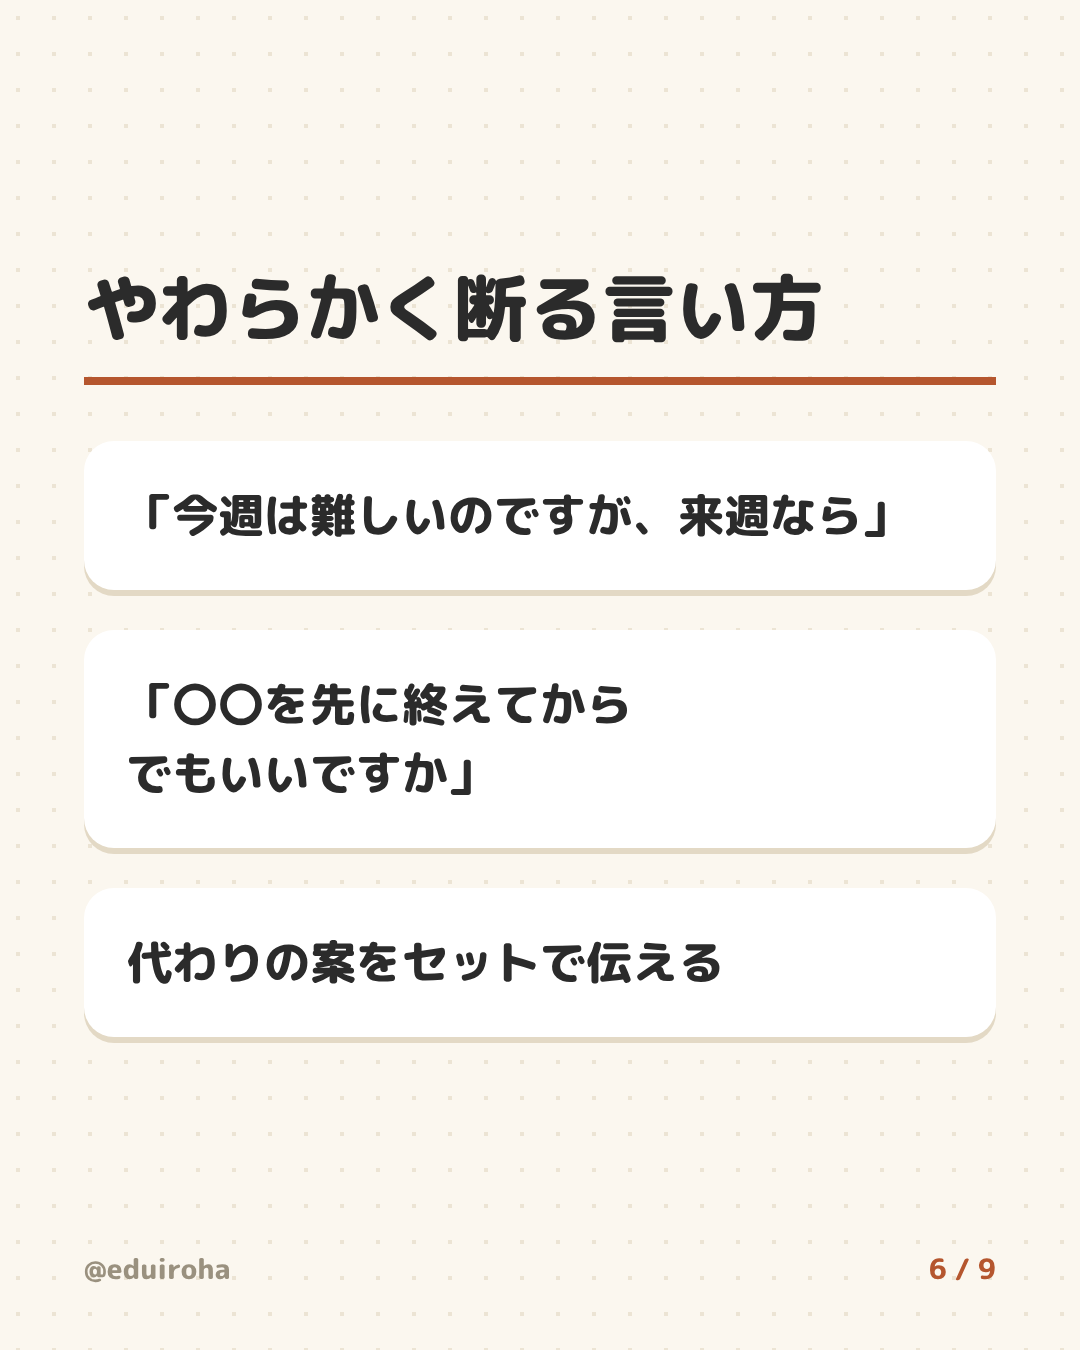 やわらかく断る言い方
「今週は難しいのですが、来週なら」
「〇〇を先に終えてから
でもいいですか」
代わりの案をセットで伝える
@eduiroha
6 / 9